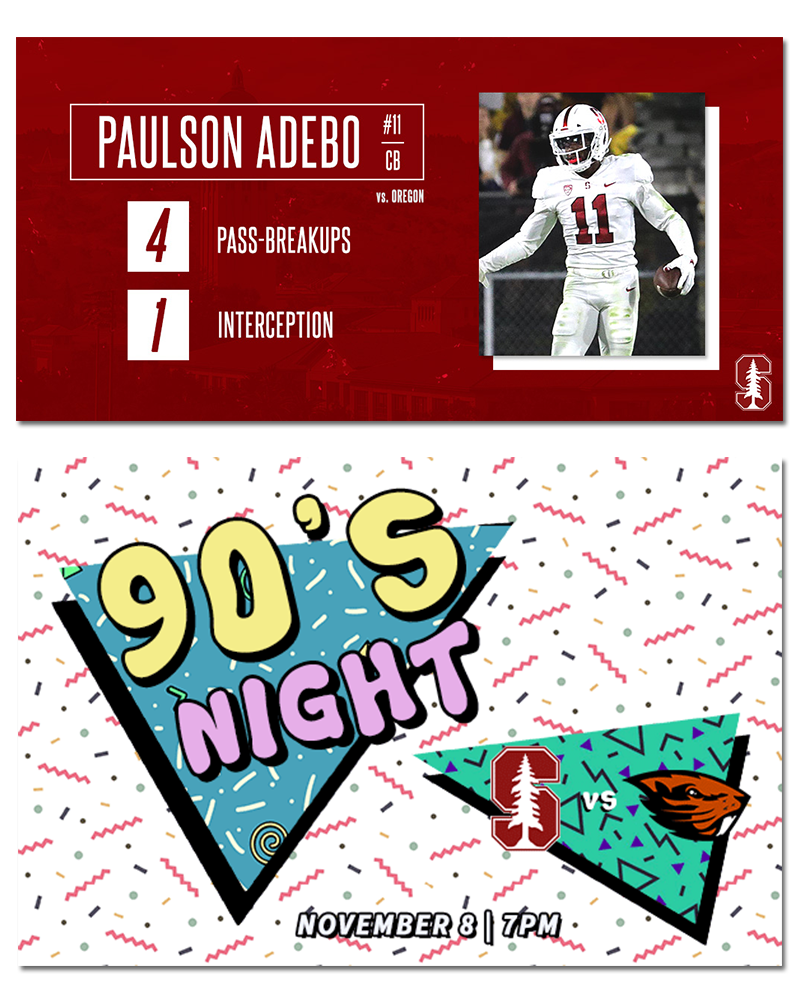 PAULSON ADEBO
#11
CB
vs. OREGON
4 PASS-BREAKUPS
1 INTERCEPTION
11
S
90'S
NIGHT
S VS
NOVEMBER 8 | 7PM